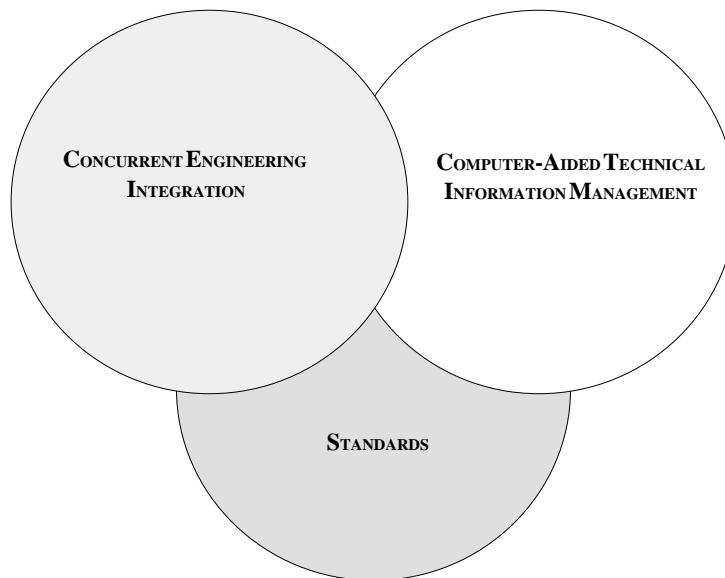 CONCURRENT ENGINEERING
INTEGRATION
COMPUTER-AIDED TECHNICAL
INFORMATION MANAGEMENT
STANDARDS